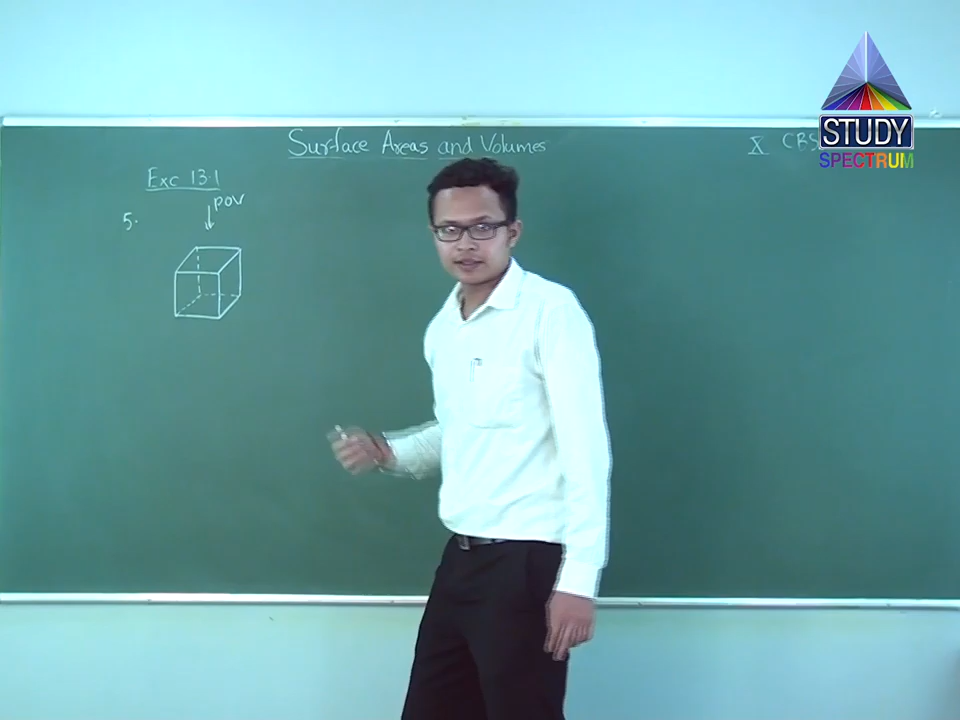 Surface Areas and Volumes
X CBS
Exc 13.1
POV
5.
STUDY
SPECTRUM